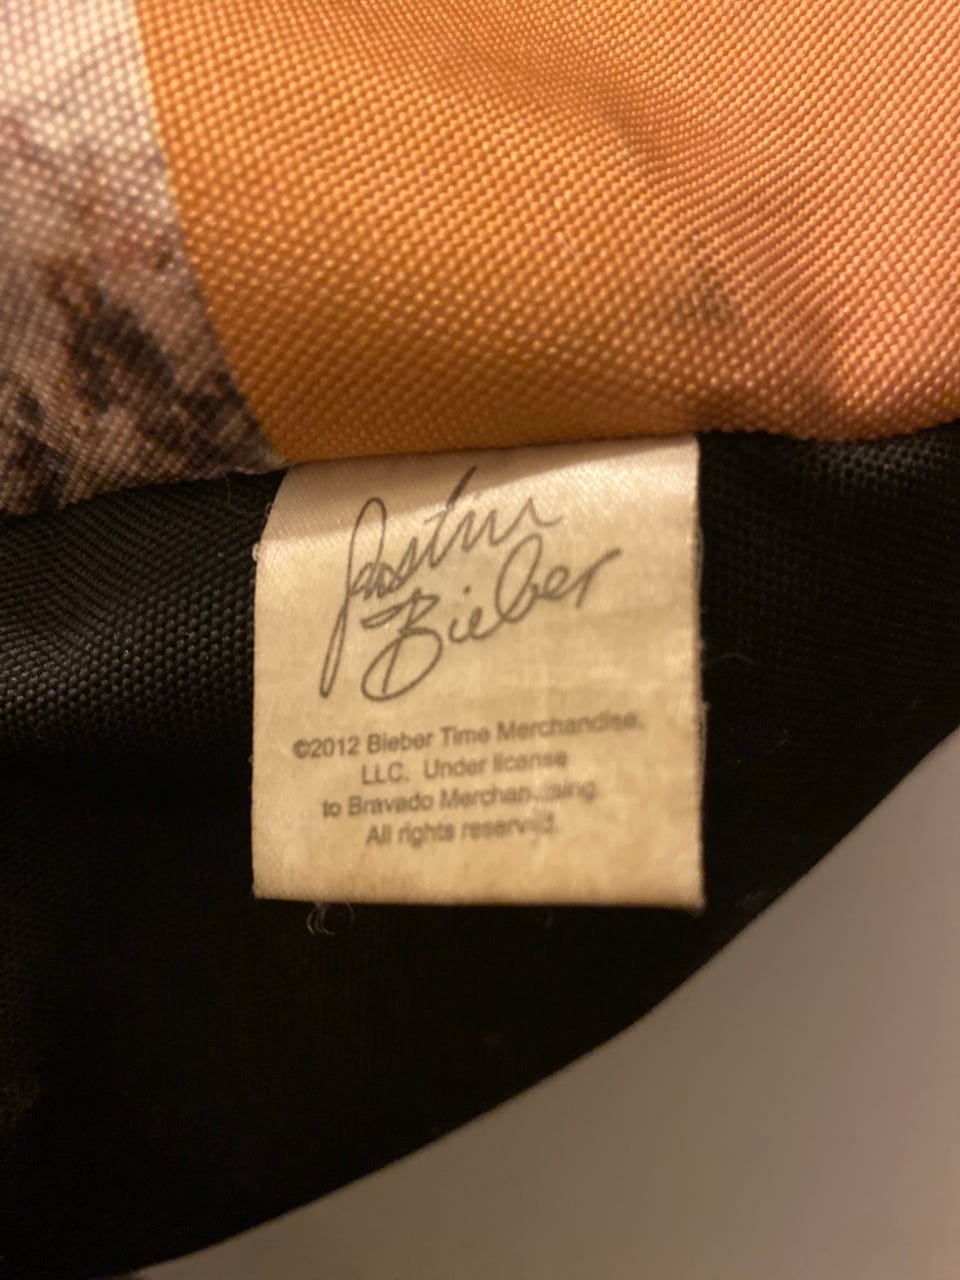 Justin
Bieber
©2012 Bieber Time Merchandise,
LLC. Under license
to Bravado Merchandising.
All rights reserved.